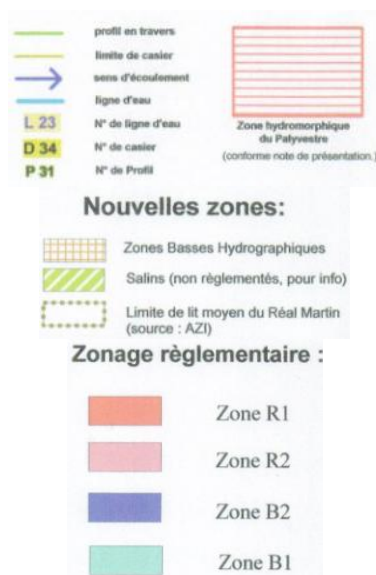 profil en travers
limite de casier
sens d'écoulement
ligne d'eau
L 23 N° de ligne d'eau
D 34 N° de casier
P 31 N° de Profil
Zone hydromorphique
du Palyvestre
(conforme note de présentation.)
Nouvelles zones:
Zones Basses Hydrographiques
Salins (non règlementés, pour info)
Limite de lit moyen du Réal Martin
(source : AZI)
Zonage règlementaire :
Zone R1
Zone R2
Zone B2
Zone B1